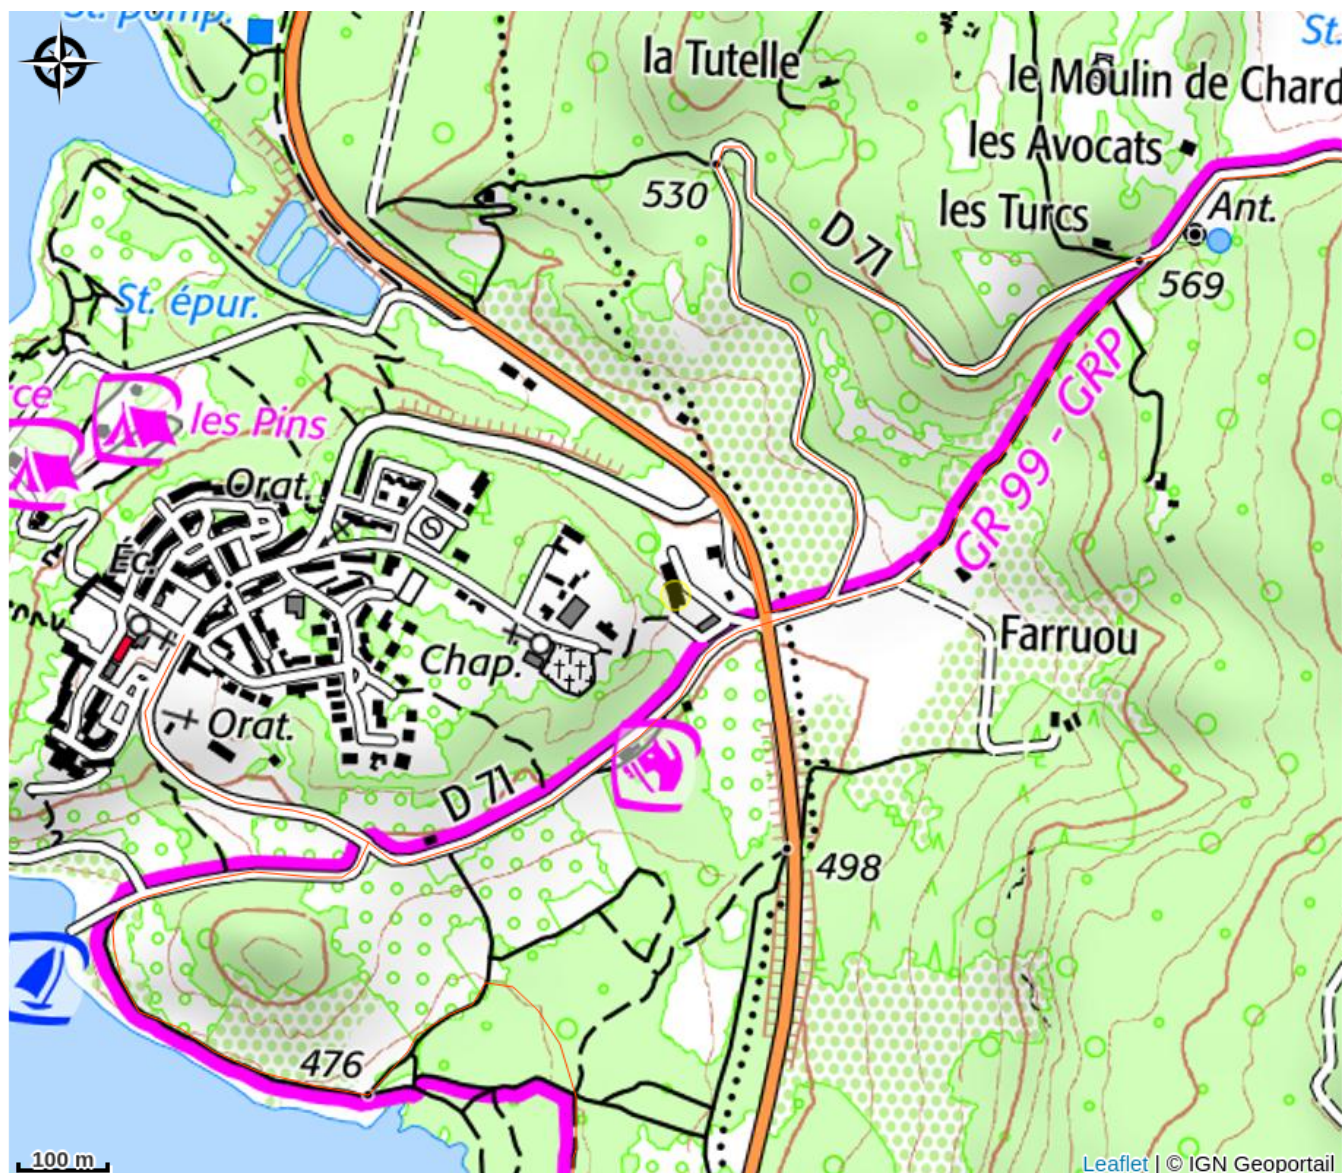 St. pomp.
la Tutelle
St.
le Moulin de Chard
les Avocats
530
les Turcs
Ant.
D 71
569
St. épur.
GR 99 - GRP
rce
les Pins
Orat.
Éc.
Farruou
Chap.
Orat.
D 71
498
476
100 m
Leaflet | © IGN Geoportail